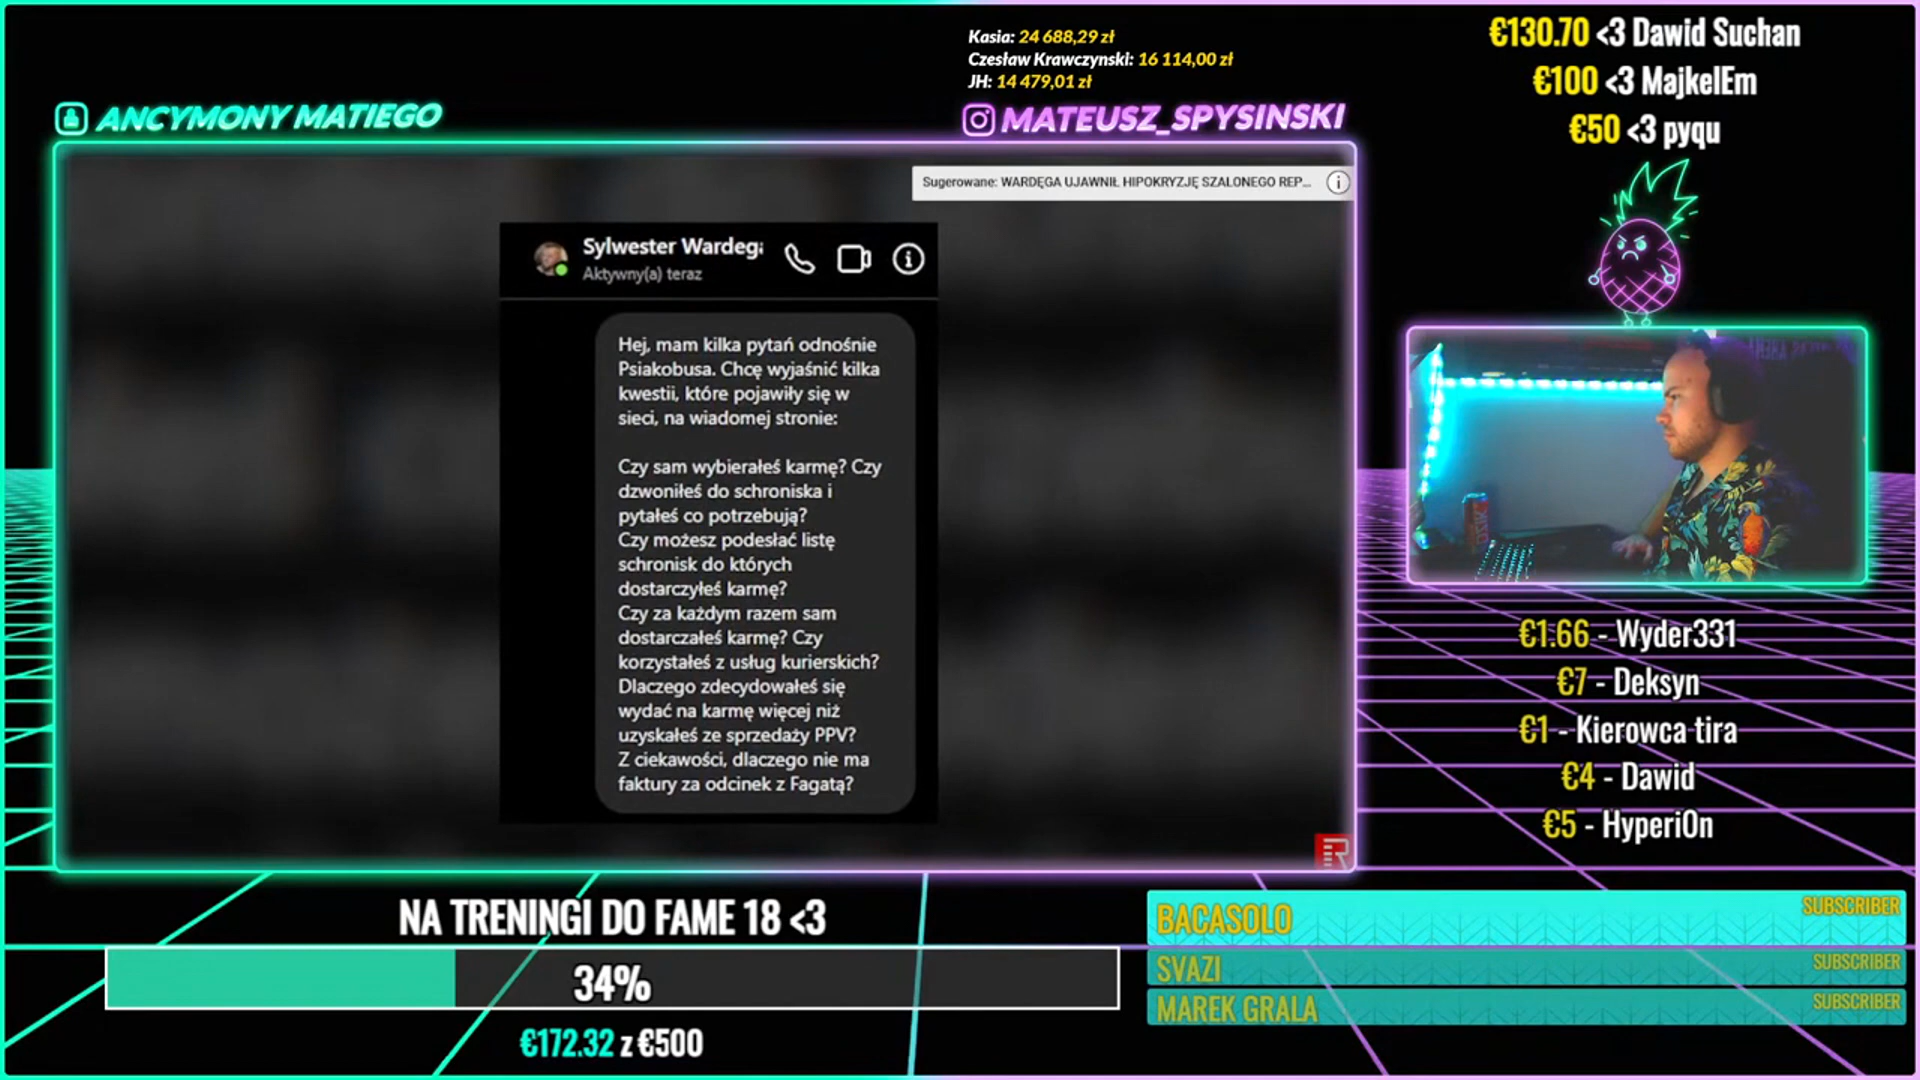 Kasia: 24 688,29 zł
Czesław Krawczynski: 16 114,00 zł
JH: 14 479,01 zł
€130.70 <3 Dawid Suchan
€100 <3 MajkelEm
€50 <3 pyqu
ANCYMONY MATIEGO
MATEUSZ_SPYSINSKI
Sugerowane: WARDĘGA UJAWNIŁ HIPOKRYZJĘ SZALONEGO REP...
Sylwester Wardęga
Aktywny(a) teraz
Hej, mam kilka pytań odnośnie
Psiakobusa. Chcę wyjaśnić kilka
kwestii, które pojawiły się w
sieci, na wiadomej stronie:
Czy sam wybierałeś karmę? Czy
dzwoniłeś do schroniska i
pytałeś co potrzebują?
Czy możesz podesłać listę
schronisk do których
dostarczyłeś karmę?
Czy za każdym razem sam
dostarczałeś karmę? Czy
korzystałeś z usług kurierskich?
Dlaczego zdecydowałeś się
wydać na karmę więcej niż
uzyskałeś ze sprzedaży PPV?
Z ciekawości, dlaczego nie ma
faktury za odcinek z Fagatą?
€1.66 - Wyder331
€7 - Deksyn
€1 - Kierowca tira
€4 - Dawid
€5 - Hyperi0n
NA TRENINGI DO FAME 18 <3
34%
€172.32 z €500
BACASOLO SUBSCRIBER
SVAZI SUBSCRIBER
MAREK GRALA SUBSCRIBER